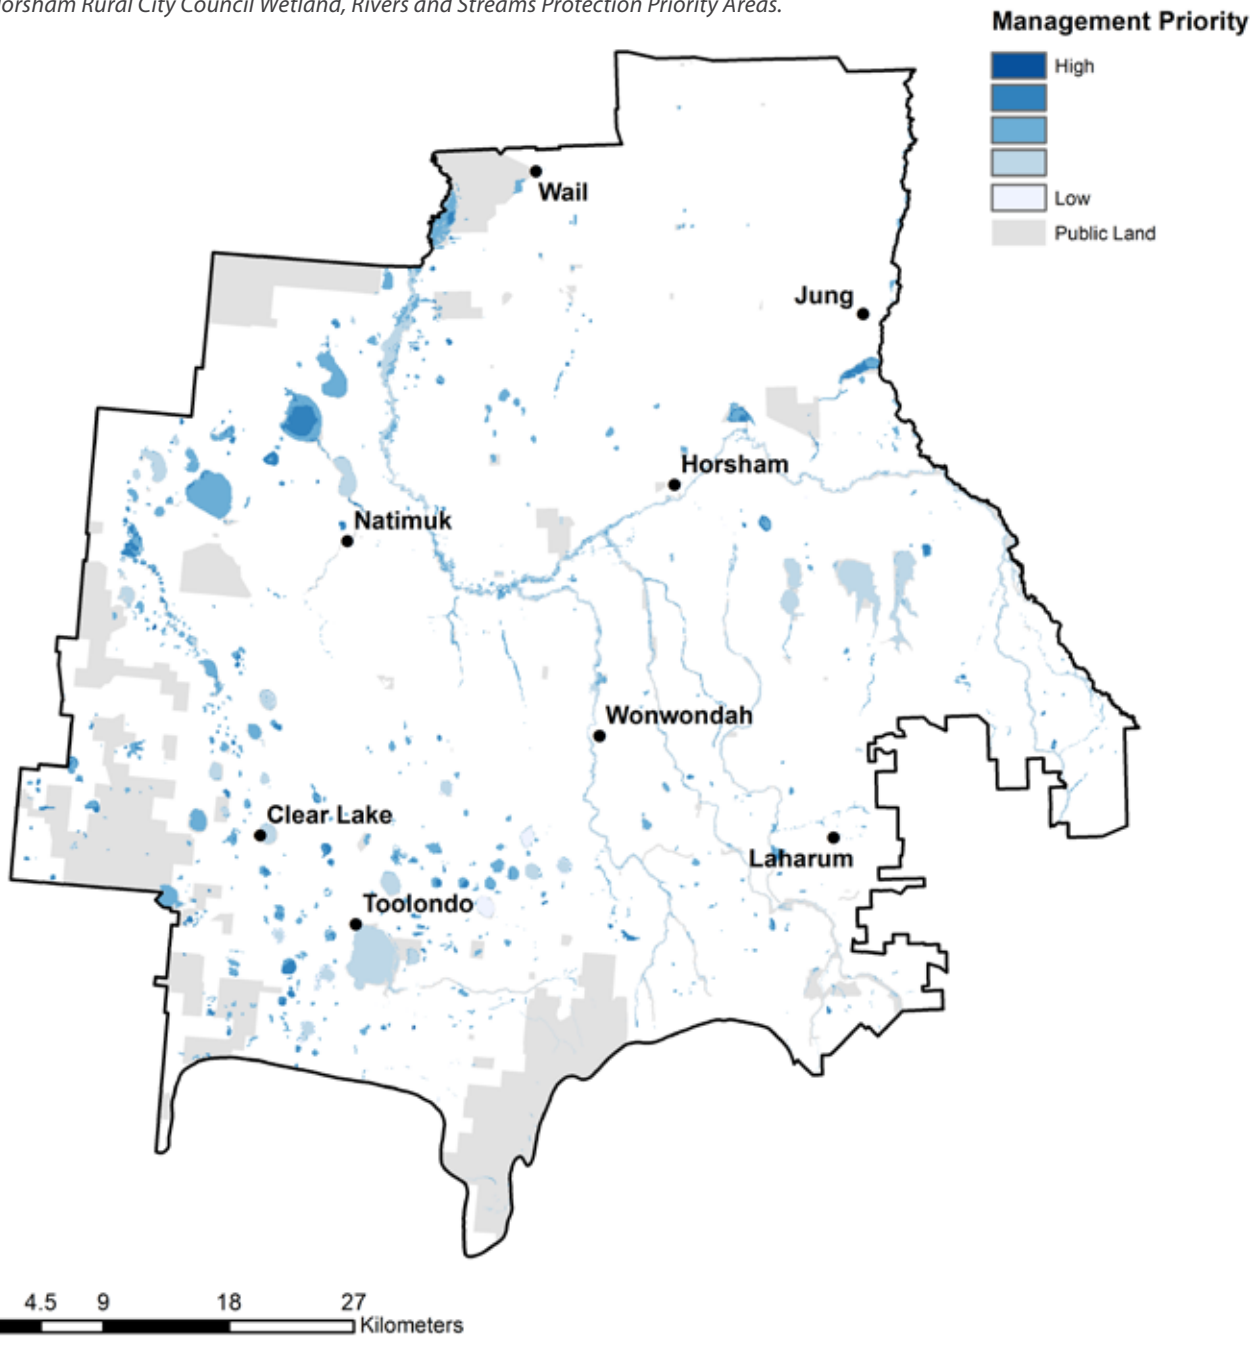 orsham Rural City Council Wetland, Rivers and Streams Protection Priority Areas.
Management Priority
High
Low
Public Land
Wail
Jung
Horsham
Natimuk
Wonwondah
Clear Lake
Laharum
Toolondo
4.5 9 18 27
Kilometers